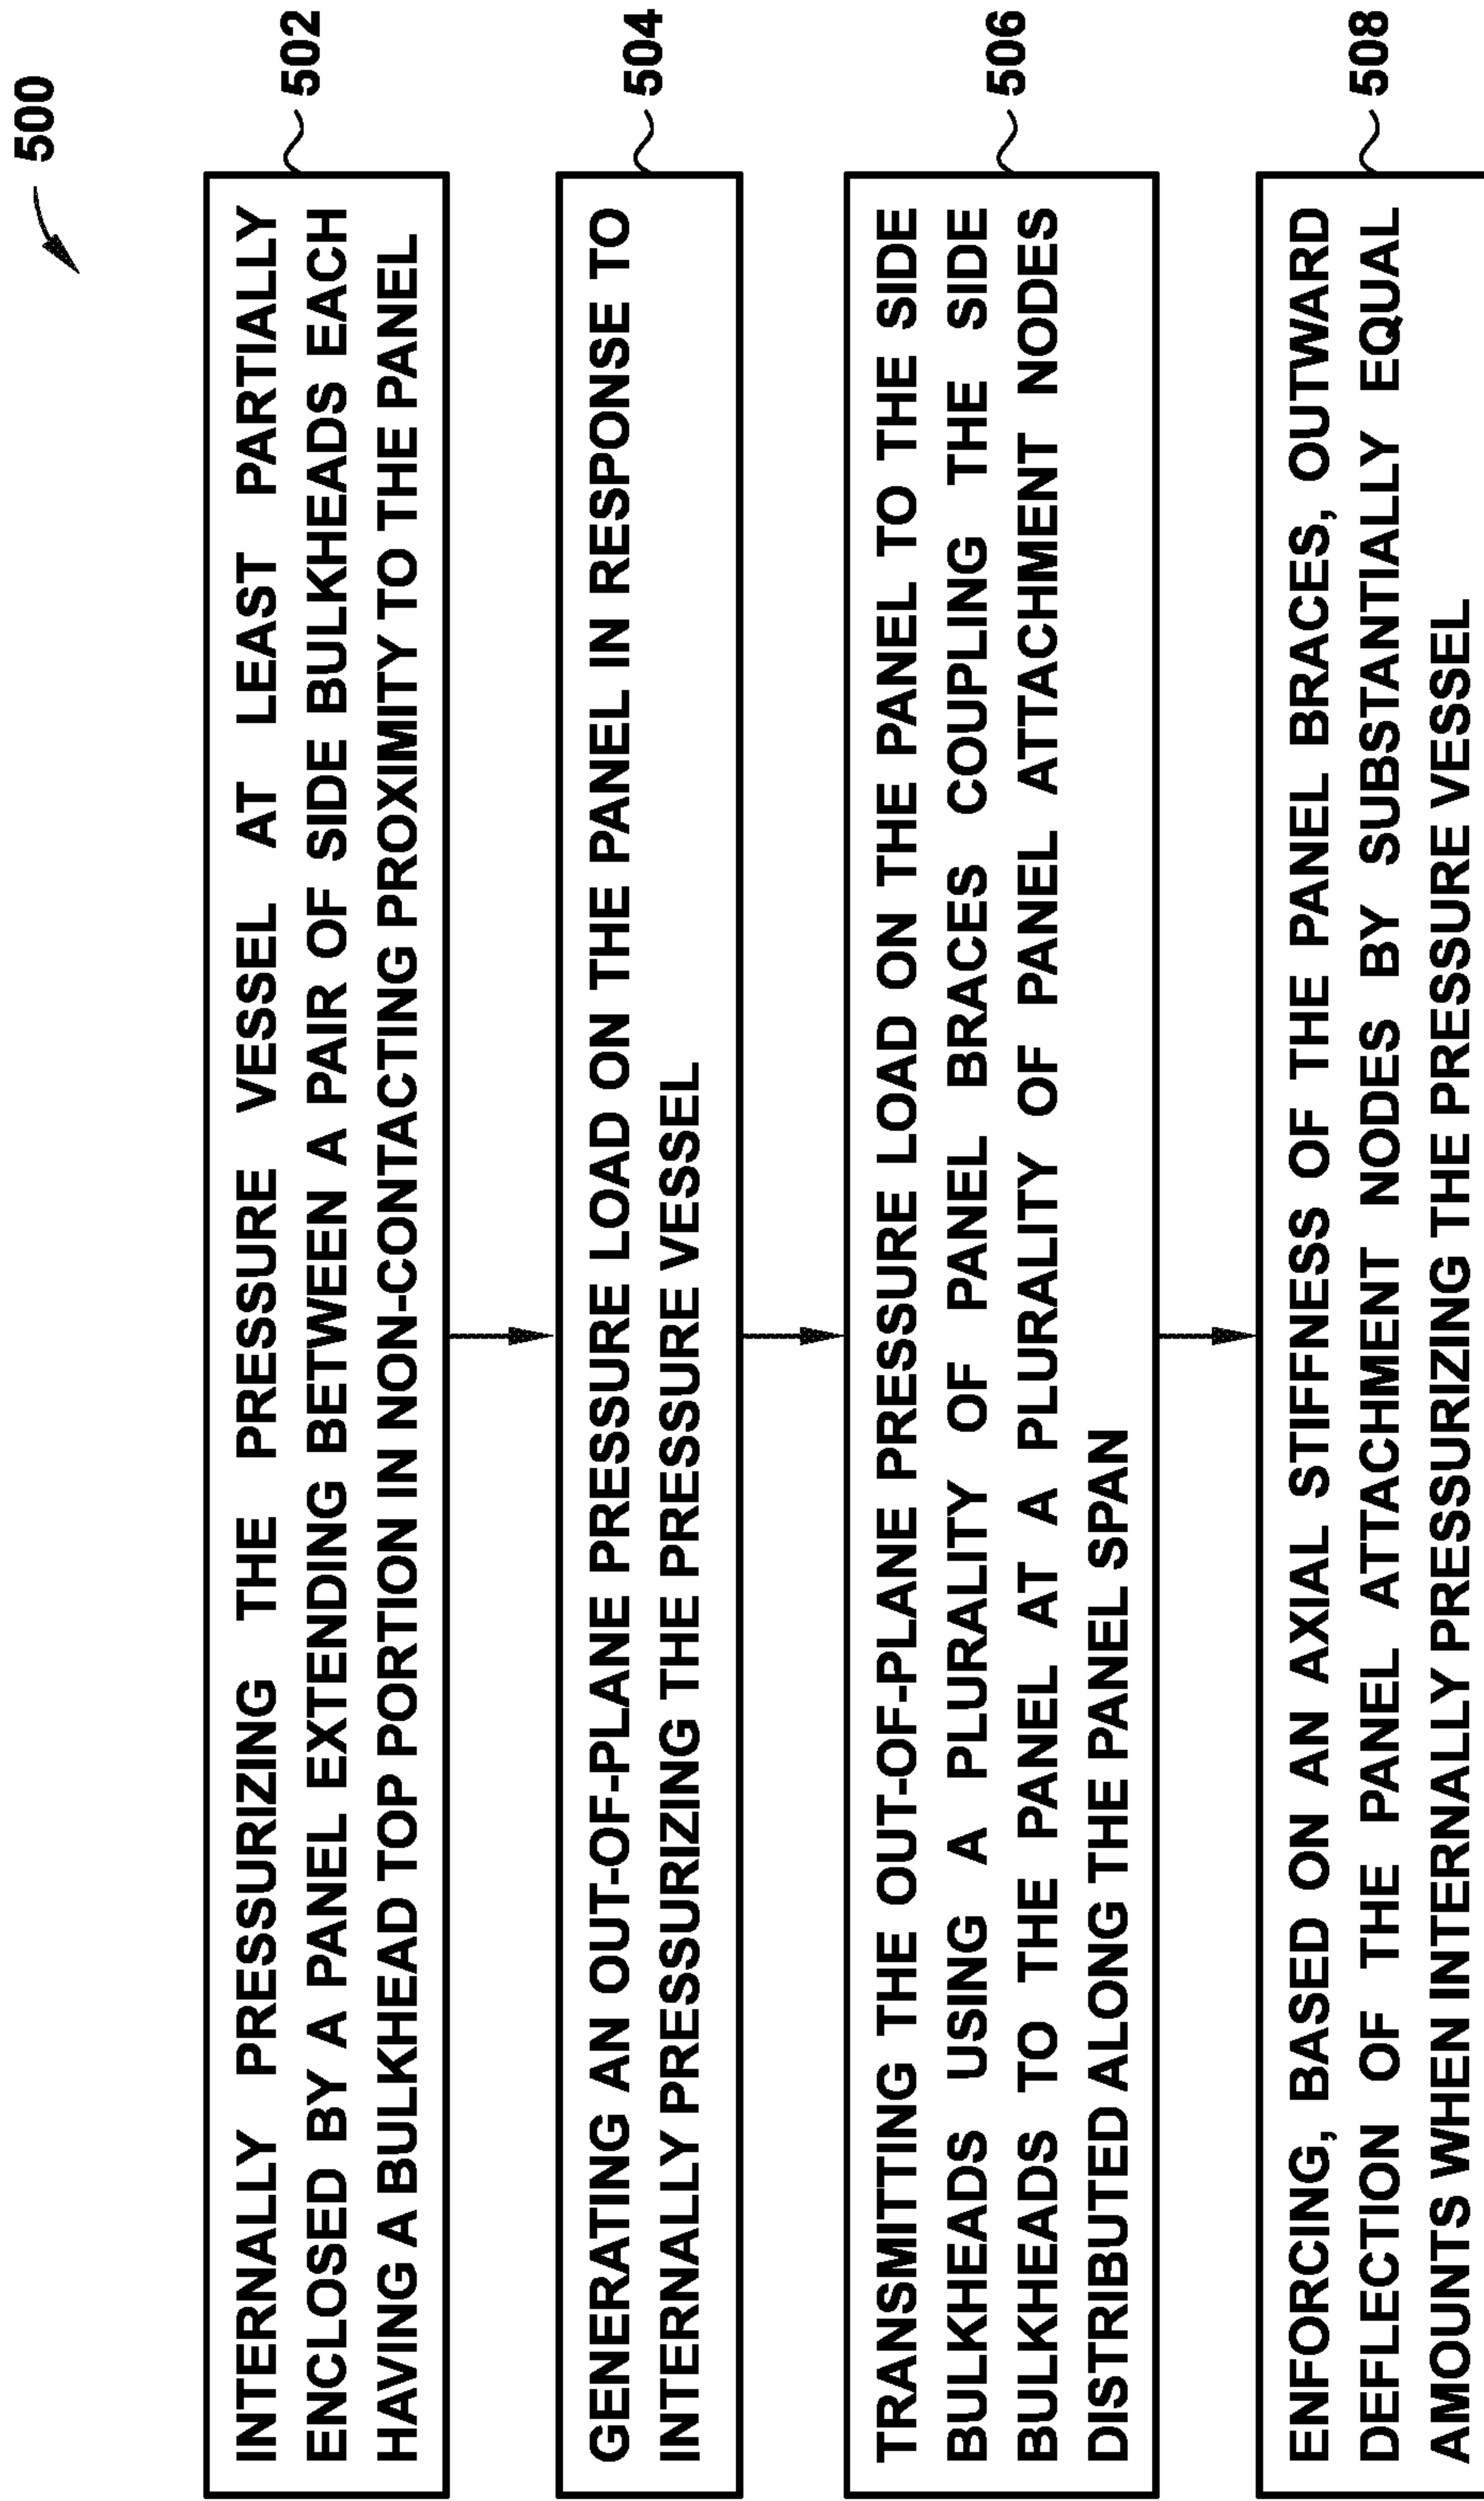 500
INTERNALLY PRESSURIZING THE PRESSURE VESSEL AT LEAST PARTIALLY
ENCLOSED BY A PANEL EXTENDING BETWEEN A PAIR OF SIDE BULKHEADS EACH
HAVING A BULKHEAD TOP PORTION IN NON-CONTACTING PROXIMITY TO THE PANEL
502
GENERATING AN OUT-OF-PLANE PRESSURE LOAD ON THE PANEL IN RESPONSE TO
INTERNALLY PRESSURIZING THE PRESSURE VESSEL
504
TRANSMITTING THE OUT-OF-PLANE PRESSURE LOAD ON THE PANEL TO THE SIDE
BULKHEADS USING A PLURALITY OF PANEL BRACES COUPLING THE SIDE
BULKHEADS TO THE PANEL AT A PLURALITY OF PANEL ATTACHMENT NODES
DISTRIBUTED ALONG THE PANEL SPAN
506
ENFORCING, BASED ON AN AXIAL STIFFNESS OF THE PANEL BRACES, OUTWARD
DEFLECTION OF THE PANEL ATTACHMENT NODES BY SUBSTANTIALLY EQUAL
AMOUNTS WHEN INTERNALLY PRESSURIZING THE PRESSURE VESSEL
508